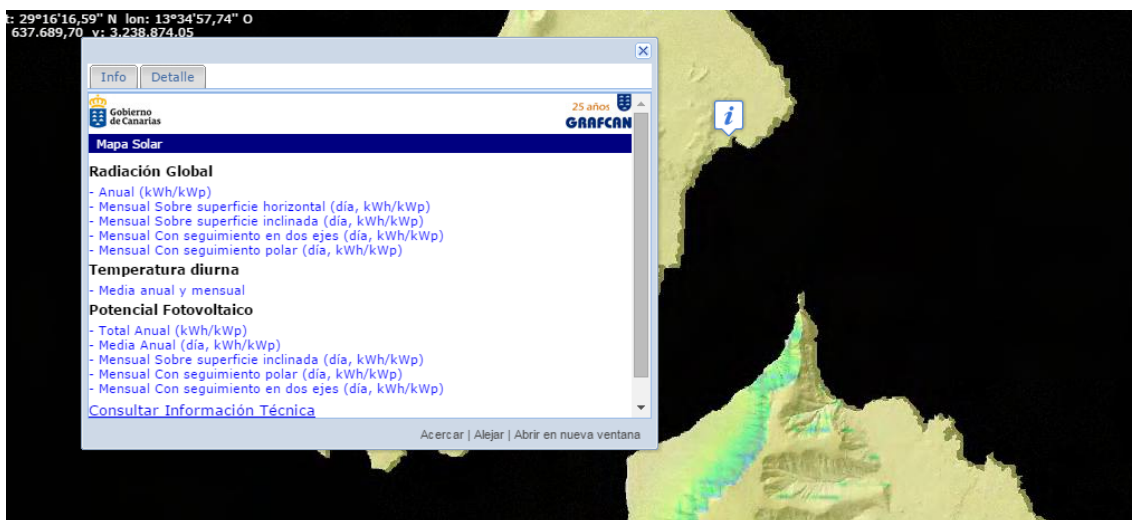 t: 29°16'16,59" N lon: 13°34'57,74" O
637.689,70 y: 3.238.874,05
Info Detalle
Gobierno
de Canarias
25 años
GRAFCAN
Mapa Solar
Radiación Global
- Anual (kWh/kWp)
- Mensual Sobre superficie horizontal (día, kWh/kWp)
- Mensual Sobre superficie inclinada (día, kWh/kWp)
- Mensual Con seguimiento en dos ejes (día, kWh/kWp)
- Mensual Con seguimiento polar (día, kWh/kWp)
Temperatura diurna
- Media anual y mensual
Potencial Fotovoltaico
- Total Anual (kWh/kWp)
- Media Anual (día, kWh/kWp)
- Mensual Sobre superficie inclinada (día, kWh/kWp)
- Mensual Con seguimiento polar (día, kWh/kWp)
- Mensual Con seguimiento en dos ejes (día, kWh/kWp)
Consultar Información Técnica
Acercar | Alejar | Abrir en nueva ventana
i